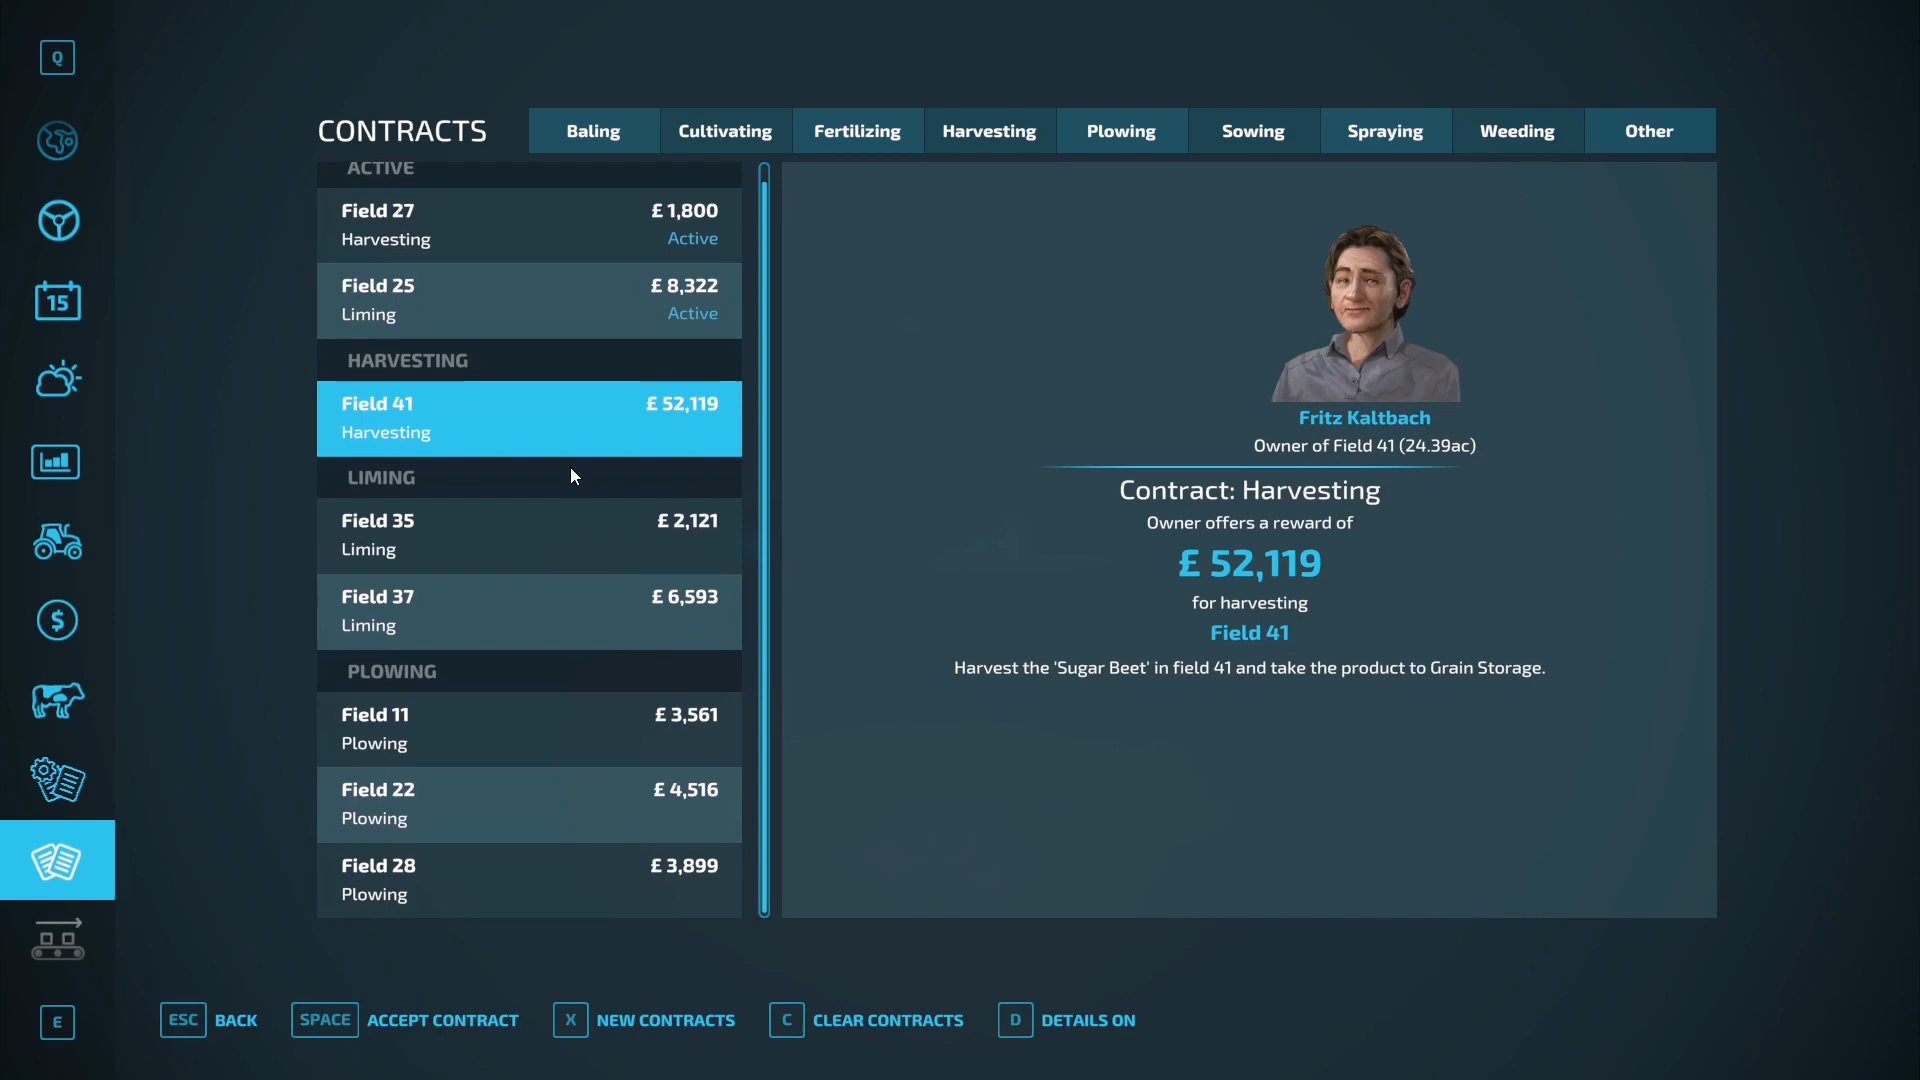 Q
15
$
E
CONTRACTS
Baling
Cultivating
Fertilizing
Harvesting
Plowing
Sowing
Spraying
Weeding
Other
ACTIVE
Field 27 £ 1,800
Harvesting Active
Field 25 £ 8,322
Liming Active
HARVESTING
Field 41 £ 52,119
Harvesting
LIMING
Field 35 £ 2,121
Liming
Field 37 £ 6,593
Liming
PLOWING
Field 11 £ 3,561
Plowing
Field 22 £ 4,516
Plowing
Field 28 £ 3,899
Plowing
Fritz Kaltbach
Owner of Field 41 (24.39ac)
Contract: Harvesting
Owner offers a reward of
£ 52,119
for harvesting
Field 41
Harvest the 'Sugar Beet' in field 41 and take the product to Grain Storage.
ESC BACK
SPACE ACCEPT CONTRACT
X NEW CONTRACTS
C CLEAR CONTRACTS
D DETAILS ON